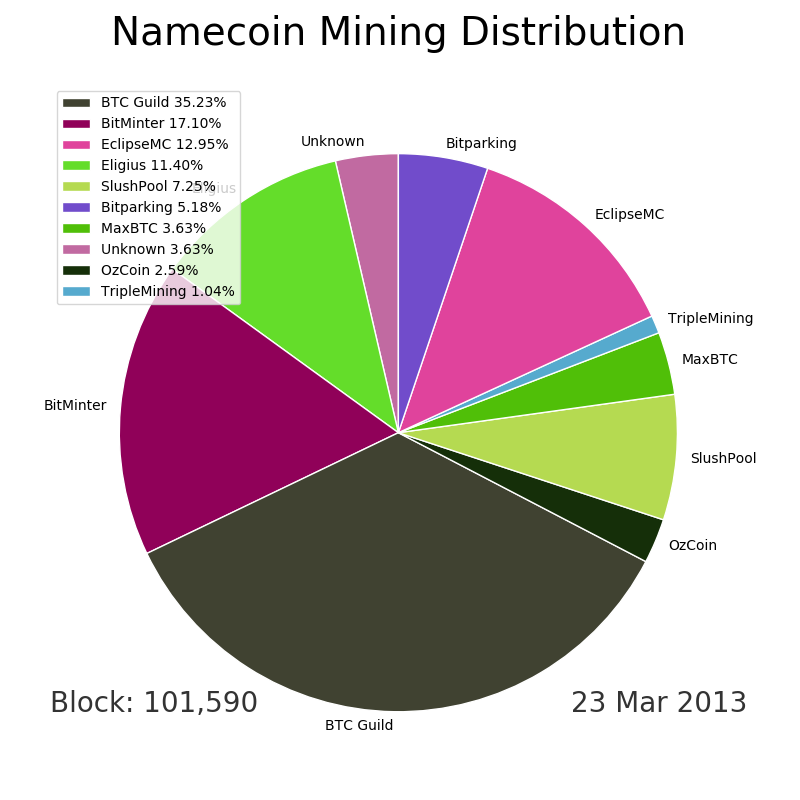 Namecoin Mining Distribution
BTC Guild 35.23%
BitMinter 17.10%
EclipseMC 12.95%
Eligius 11.40%
SlushPool 7.25%
Bitparking 5.18%
MaxBTC 3.63%
Unknown 3.63%
OzCoin 2.59%
TripleMining 1.04%
Unknown
Bitparking
Eligius
EclipseMC
TripleMining
MaxBTC
BitMinter
SlushPool
OzCoin
BTC Guild
Block: 101,590
23 Mar 2013